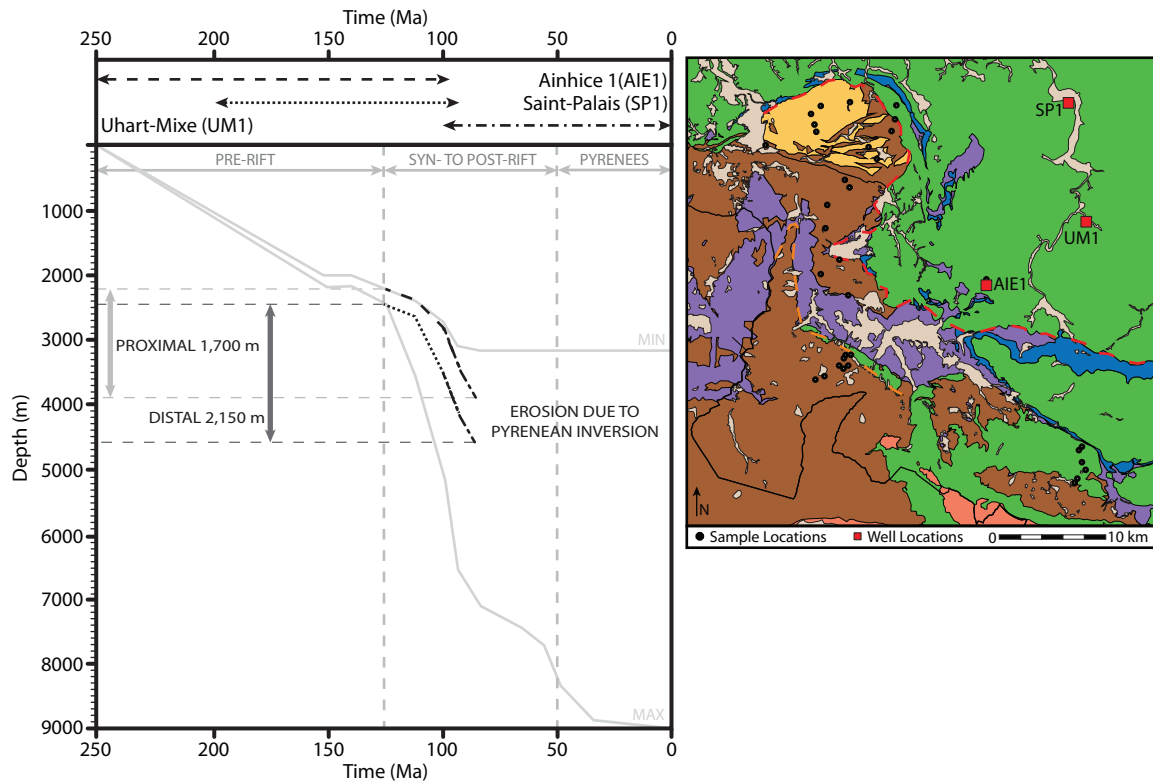 Time (Ma)
250 200 150 100 50 0
Ainhice 1(AIE1)
Saint-Palais (SP1)
Uhart-Mixe (UM1)
PRE-RIFT SYN- TO POST-RIFT PYRENEES
1000
2000
3000
4000
5000
6000
7000
8000
9000
Depth (m)
MIN
PROXIMAL 1,700 m
DISTAL 2,150 m
EROSION DUE TO
PYRENEAN INVERSION
MAX
250 200 150 100 50 0
Time (Ma)
SP1
UM1
AIE1
N
Sample Locations Well Locations 0 10 km